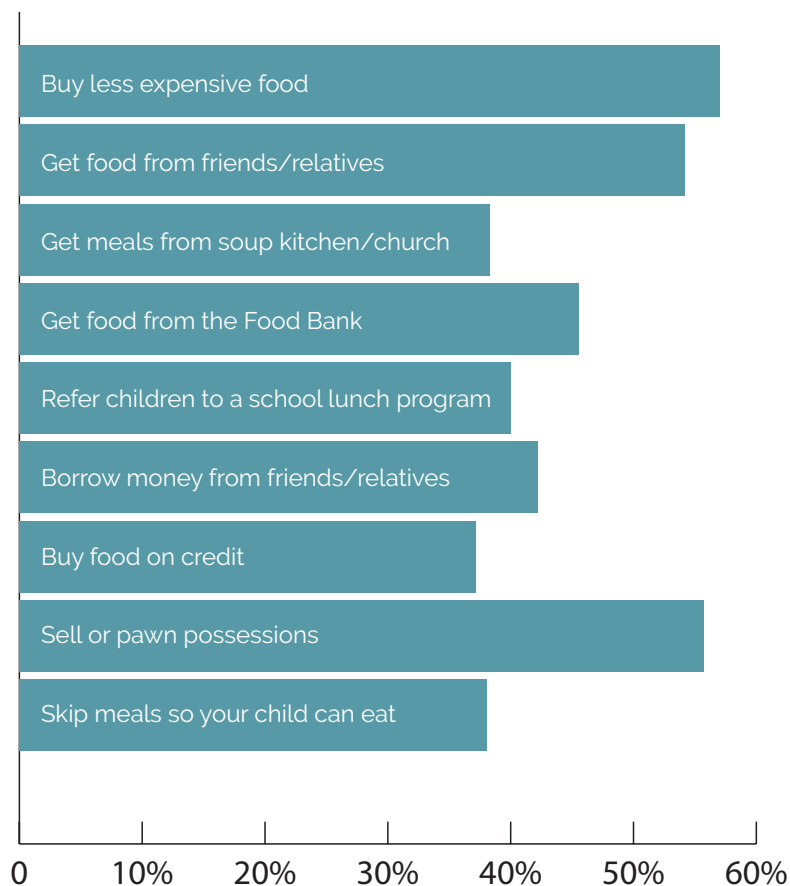 Buy less expensive food
Get food from friends/relatives
Get meals from soup kitchen/church
Get food from the Food Bank
Refer children to a school lunch program
Borrow money from friends/relatives
Buy food on credit
Sell or pawn possessions
Skip meals so your child can eat
0 10% 20% 30% 40% 50% 60%